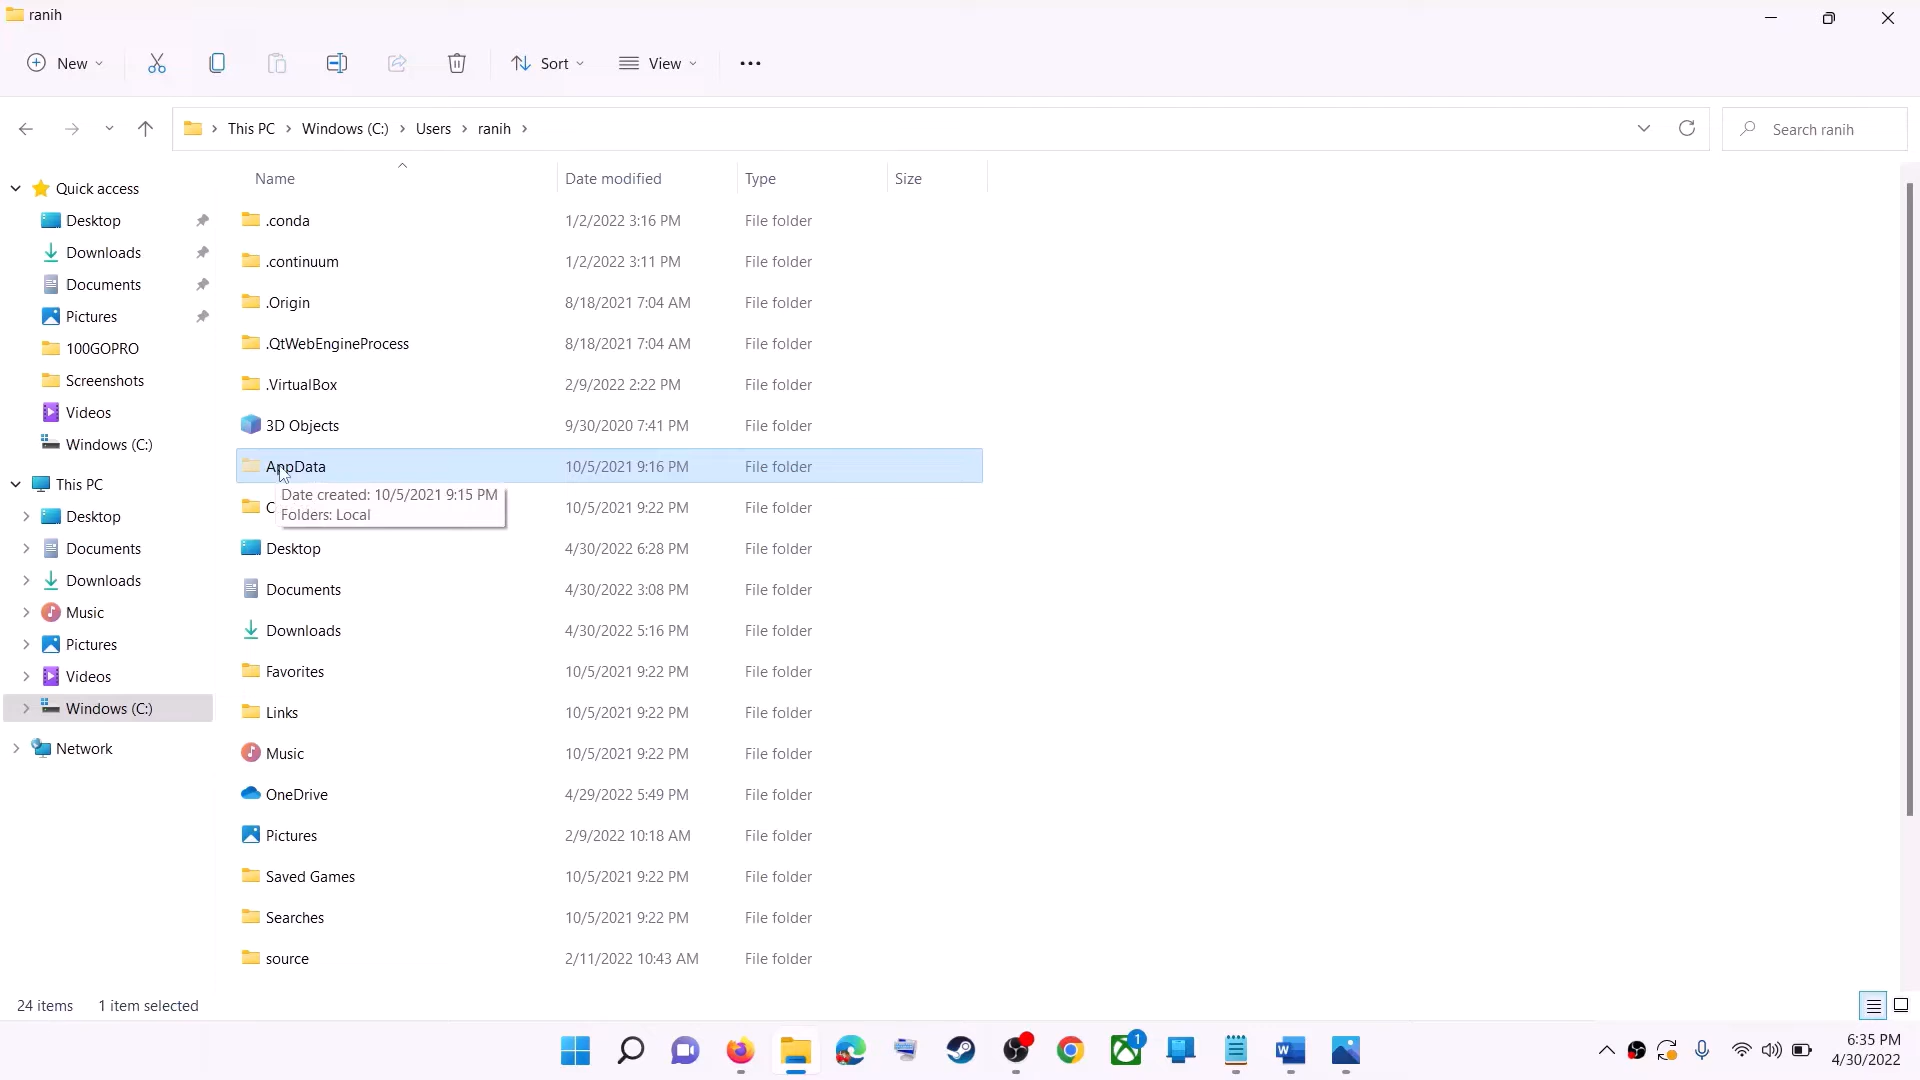 ranih
New
Sort
View
This PC
Windows (C:)
Users
ranih
Search ranih
Name
Date modified
Type
Size
Quick access
Desktop
Downloads
Documents
Pictures
100GOPRO
Screenshots
Videos
Windows (C:)
This PC
Desktop
Documents
Downloads
Music
Pictures
Videos
Windows (C:)
Network
.conda 1/2/2022 3:16 PM File folder
.continuum 1/2/2022 3:11 PM File folder
.Origin 8/18/2021 7:04 AM File folder
.QtWebEngineProcess 8/18/2021 7:04 AM File folder
.VirtualBox 2/9/2022 2:22 PM File folder
3D Objects 9/30/2020 7:41 PM File folder
AppData 10/5/2021 9:16 PM File folder
Date created: 10/5/2021 9:15 PM
Folders: Local
10/5/2021 9:22 PM File folder
Desktop 4/30/2022 6:28 PM File folder
Documents 4/30/2022 3:08 PM File folder
Downloads 4/30/2022 5:16 PM File folder
Favorites 10/5/2021 9:22 PM File folder
Links 10/5/2021 9:22 PM File folder
Music 10/5/2021 9:22 PM File folder
OneDrive 4/29/2022 5:49 PM File folder
Pictures 2/9/2022 10:18 AM File folder
Saved Games 10/5/2021 9:22 PM File folder
Searches 10/5/2021 9:22 PM File folder
source 2/11/2022 10:43 AM File folder
24 items 1 item selected
1
6:35 PM
4/30/2022